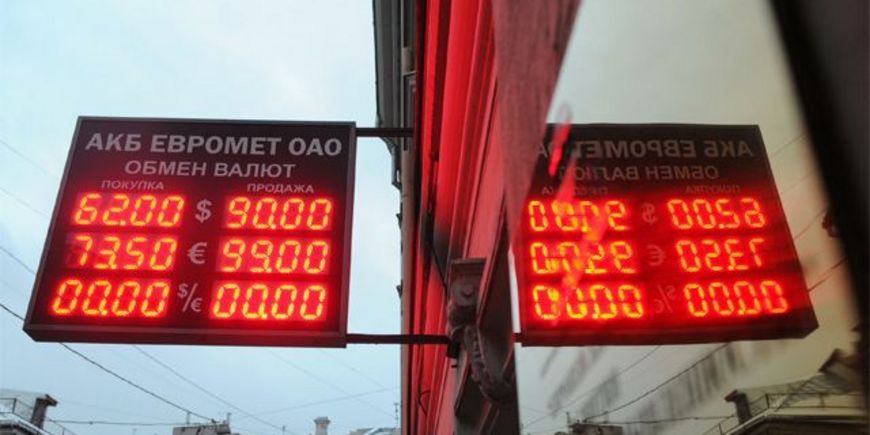 АКБ ЕВРОМЕТ ОАО
ОБМЕН ВАЛЮТ
ПОКУПКА ПРОДАЖА
62.00 $ 90.00
73.50 € 99.00
00.00 $/€ 00.00